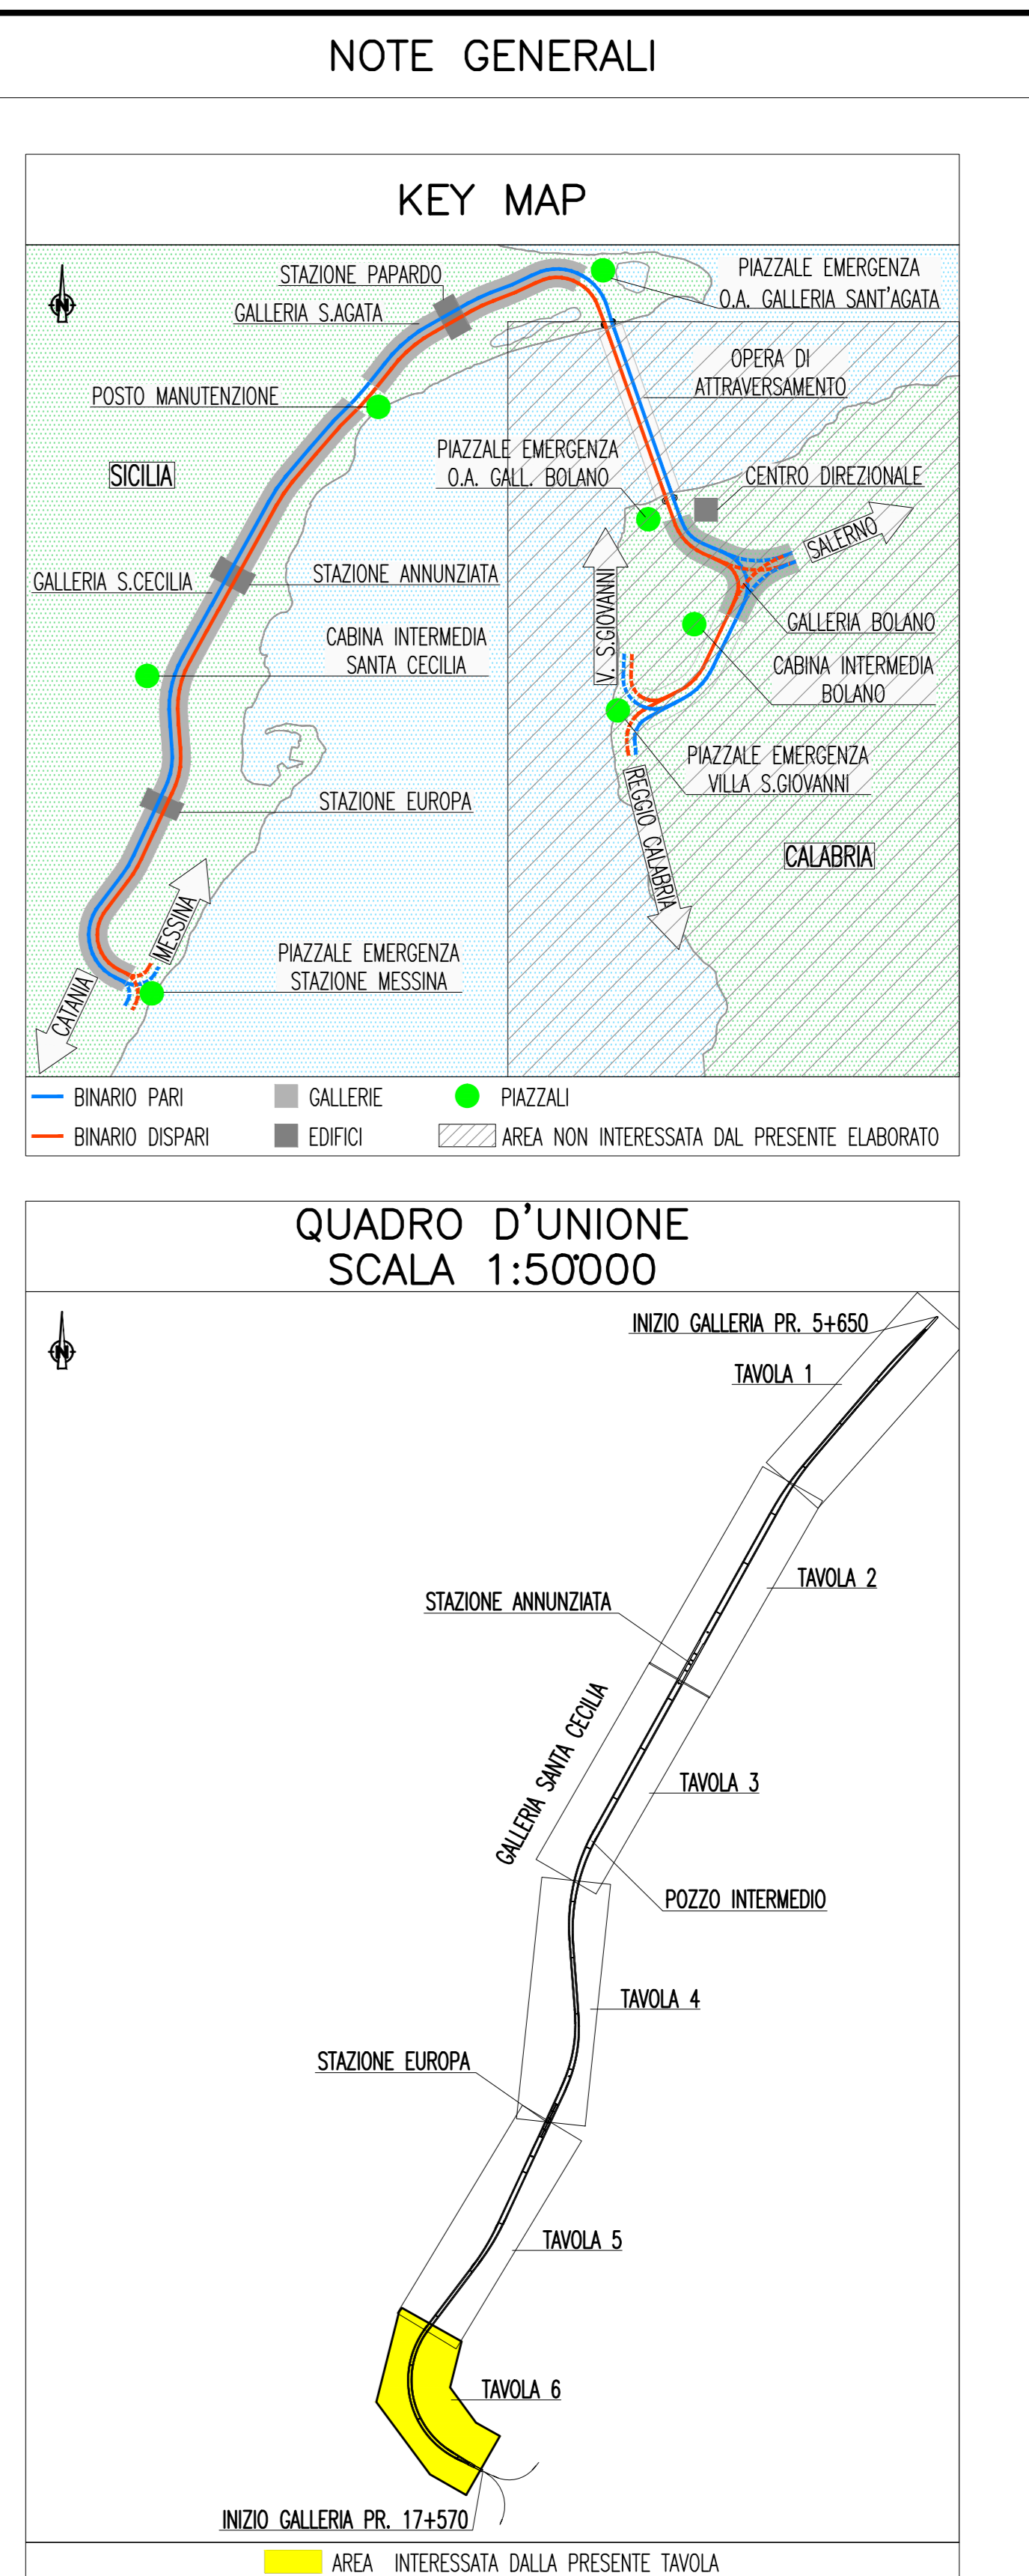 NOTE GENERALI
KEY MAP
N
STAZIONE PAPARDO
GALLERIA S.AGATA
PIAZZALE EMERGENZA
O.A. GALLERIA SANT'AGATA
OPERA DI
ATTRAVERSAMENTO
POSTO MANUTENZIONE
PIAZZALE EMERGENZA
O.A. GALL. BOLANO
SICILIA
CENTRO DIREZIONALE
SALERNO
GALLERIA S.CECILIA
STAZIONE ANNUNZIATA
V. S.GIOVANNI
GALLERIA BOLANO
CABINA INTERMEDIA
SANTA CECILIA
CABINA INTERMEDIA
BOLANO
PIAZZALE EMERGENZA
VILLA S.GIOVANNI
STAZIONE EUROPA
REGGIO CALABRIA
CALABRIA
MESSINA
PIAZZALE EMERGENZA
STAZIONE MESSINA
CATANIA
BINARIO PARI
GALLERIE
PIAZZALI
BINARIO DISPARI
EDIFICI
AREA NON INTERESSATA DAL PRESENTE ELABORATO
QUADRO D'UNIONE
SCALA 1:50'000
N
INIZIO GALLERIA PR. 5+650
TAVOLA 1
TAVOLA 2
STAZIONE ANNUNZIATA
GALLERIA SANTA CECILIA
TAVOLA 3
POZZO INTERMEDIO
TAVOLA 4
STAZIONE EUROPA
TAVOLA 5
TAVOLA 6
INIZIO GALLERIA PR. 17+570
AREA INTERESSATA DALLA PRESENTE TAVOLA